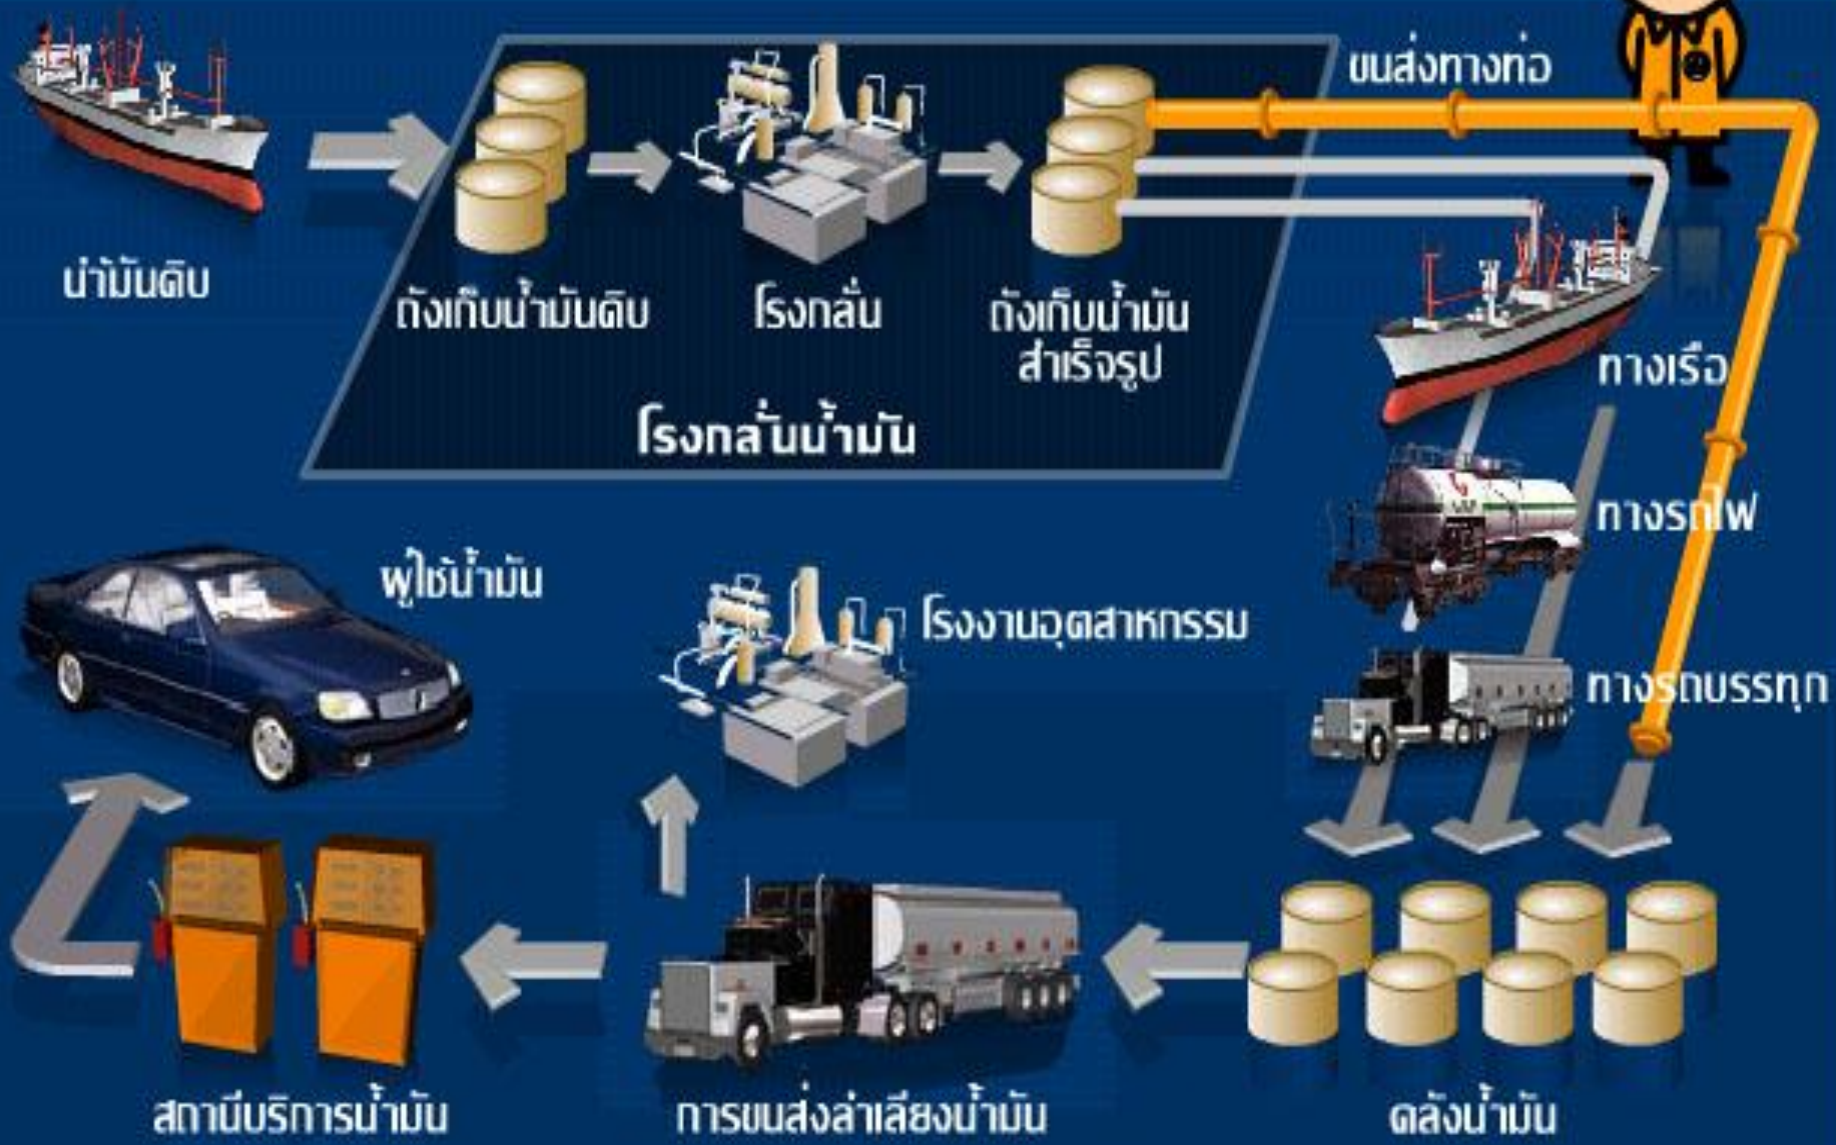 ขนส่งทางท่อ
น้ำมันดิบ
ถังเก็บน้ำมันดิบ
โรงกลั่น
ถังเก็บน้ำมัน
สำเร็จรูป
โรงกลั่นน้ำมัน
ทางเรือ
ทางรถไฟ
ทางรถบรรทุก
ผู้ใช้น้ำมัน
โรงงานอุตสาหกรรม
สถานีบริการน้ำมัน
การขนส่งลำเลียงน้ำมัน
คลังน้ำมัน